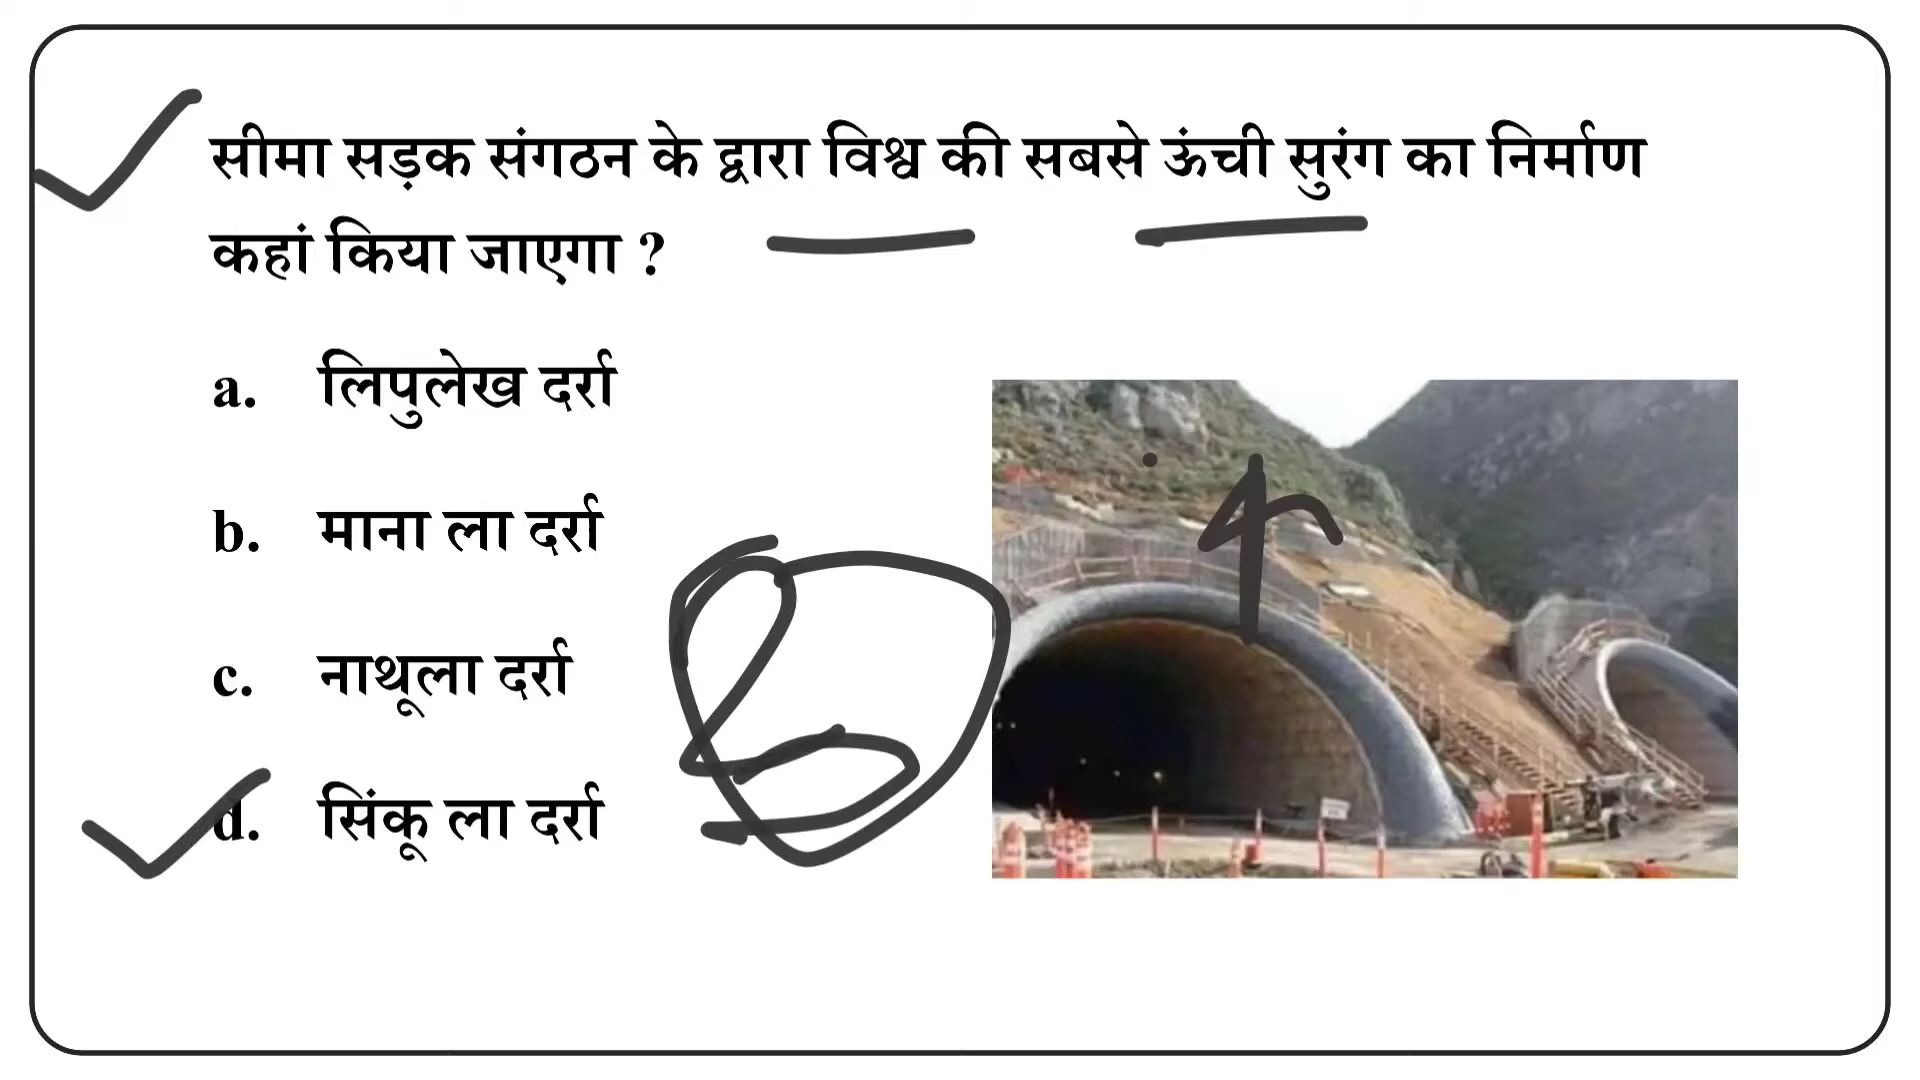 सीमा सड़क संगठन के द्वारा विश्व की सबसे ऊंची सुरंग का निर्माण
कहां किया जाएगा ?
a. लिपुलेख दर्रा
b. माना ला दर्रा
c. नाथूला दर्रा
d. सिंकू ला दर्रा